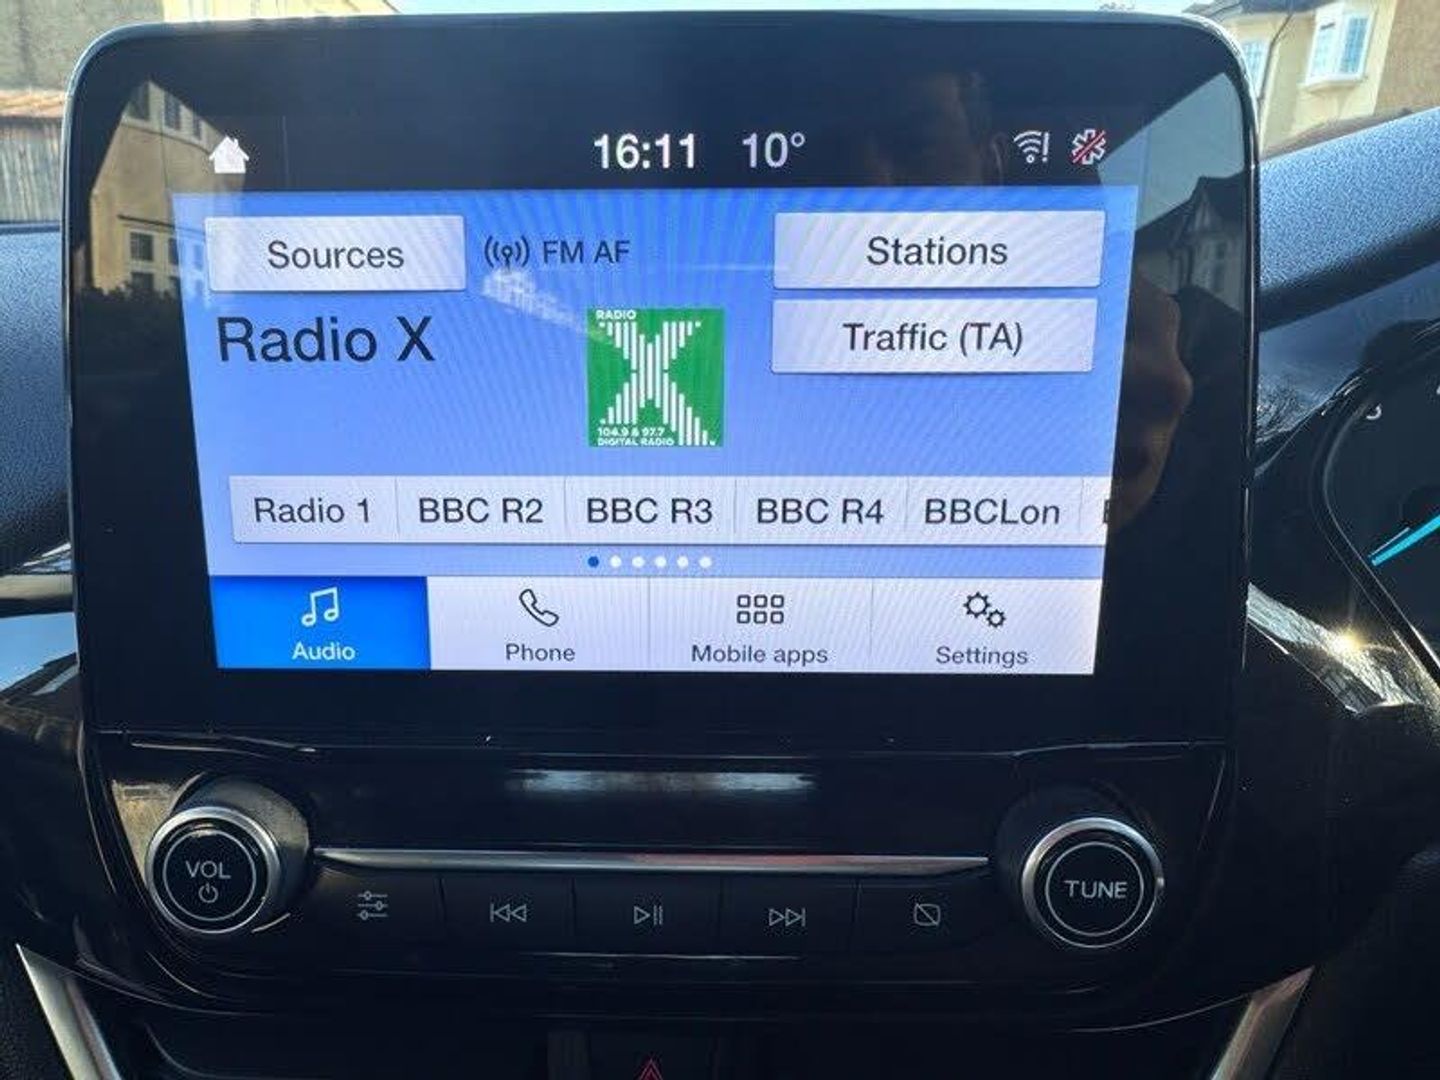 16:11 10°
Sources FM AF Stations
Radio X
RADIO
X
104.9 & 97.7
DIGITAL RADIO
Traffic (TA)
Radio 1 BBC R2 BBC R3 BBC R4 BBCLon
Audio Phone Mobile apps Settings
VOL
TUNE